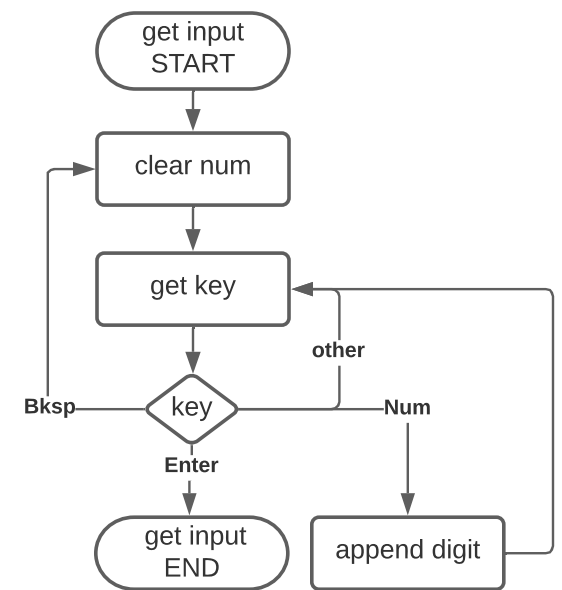 get input
START
clear num
get key
other
Bksp
key
Num
Enter
get input
END
append digit